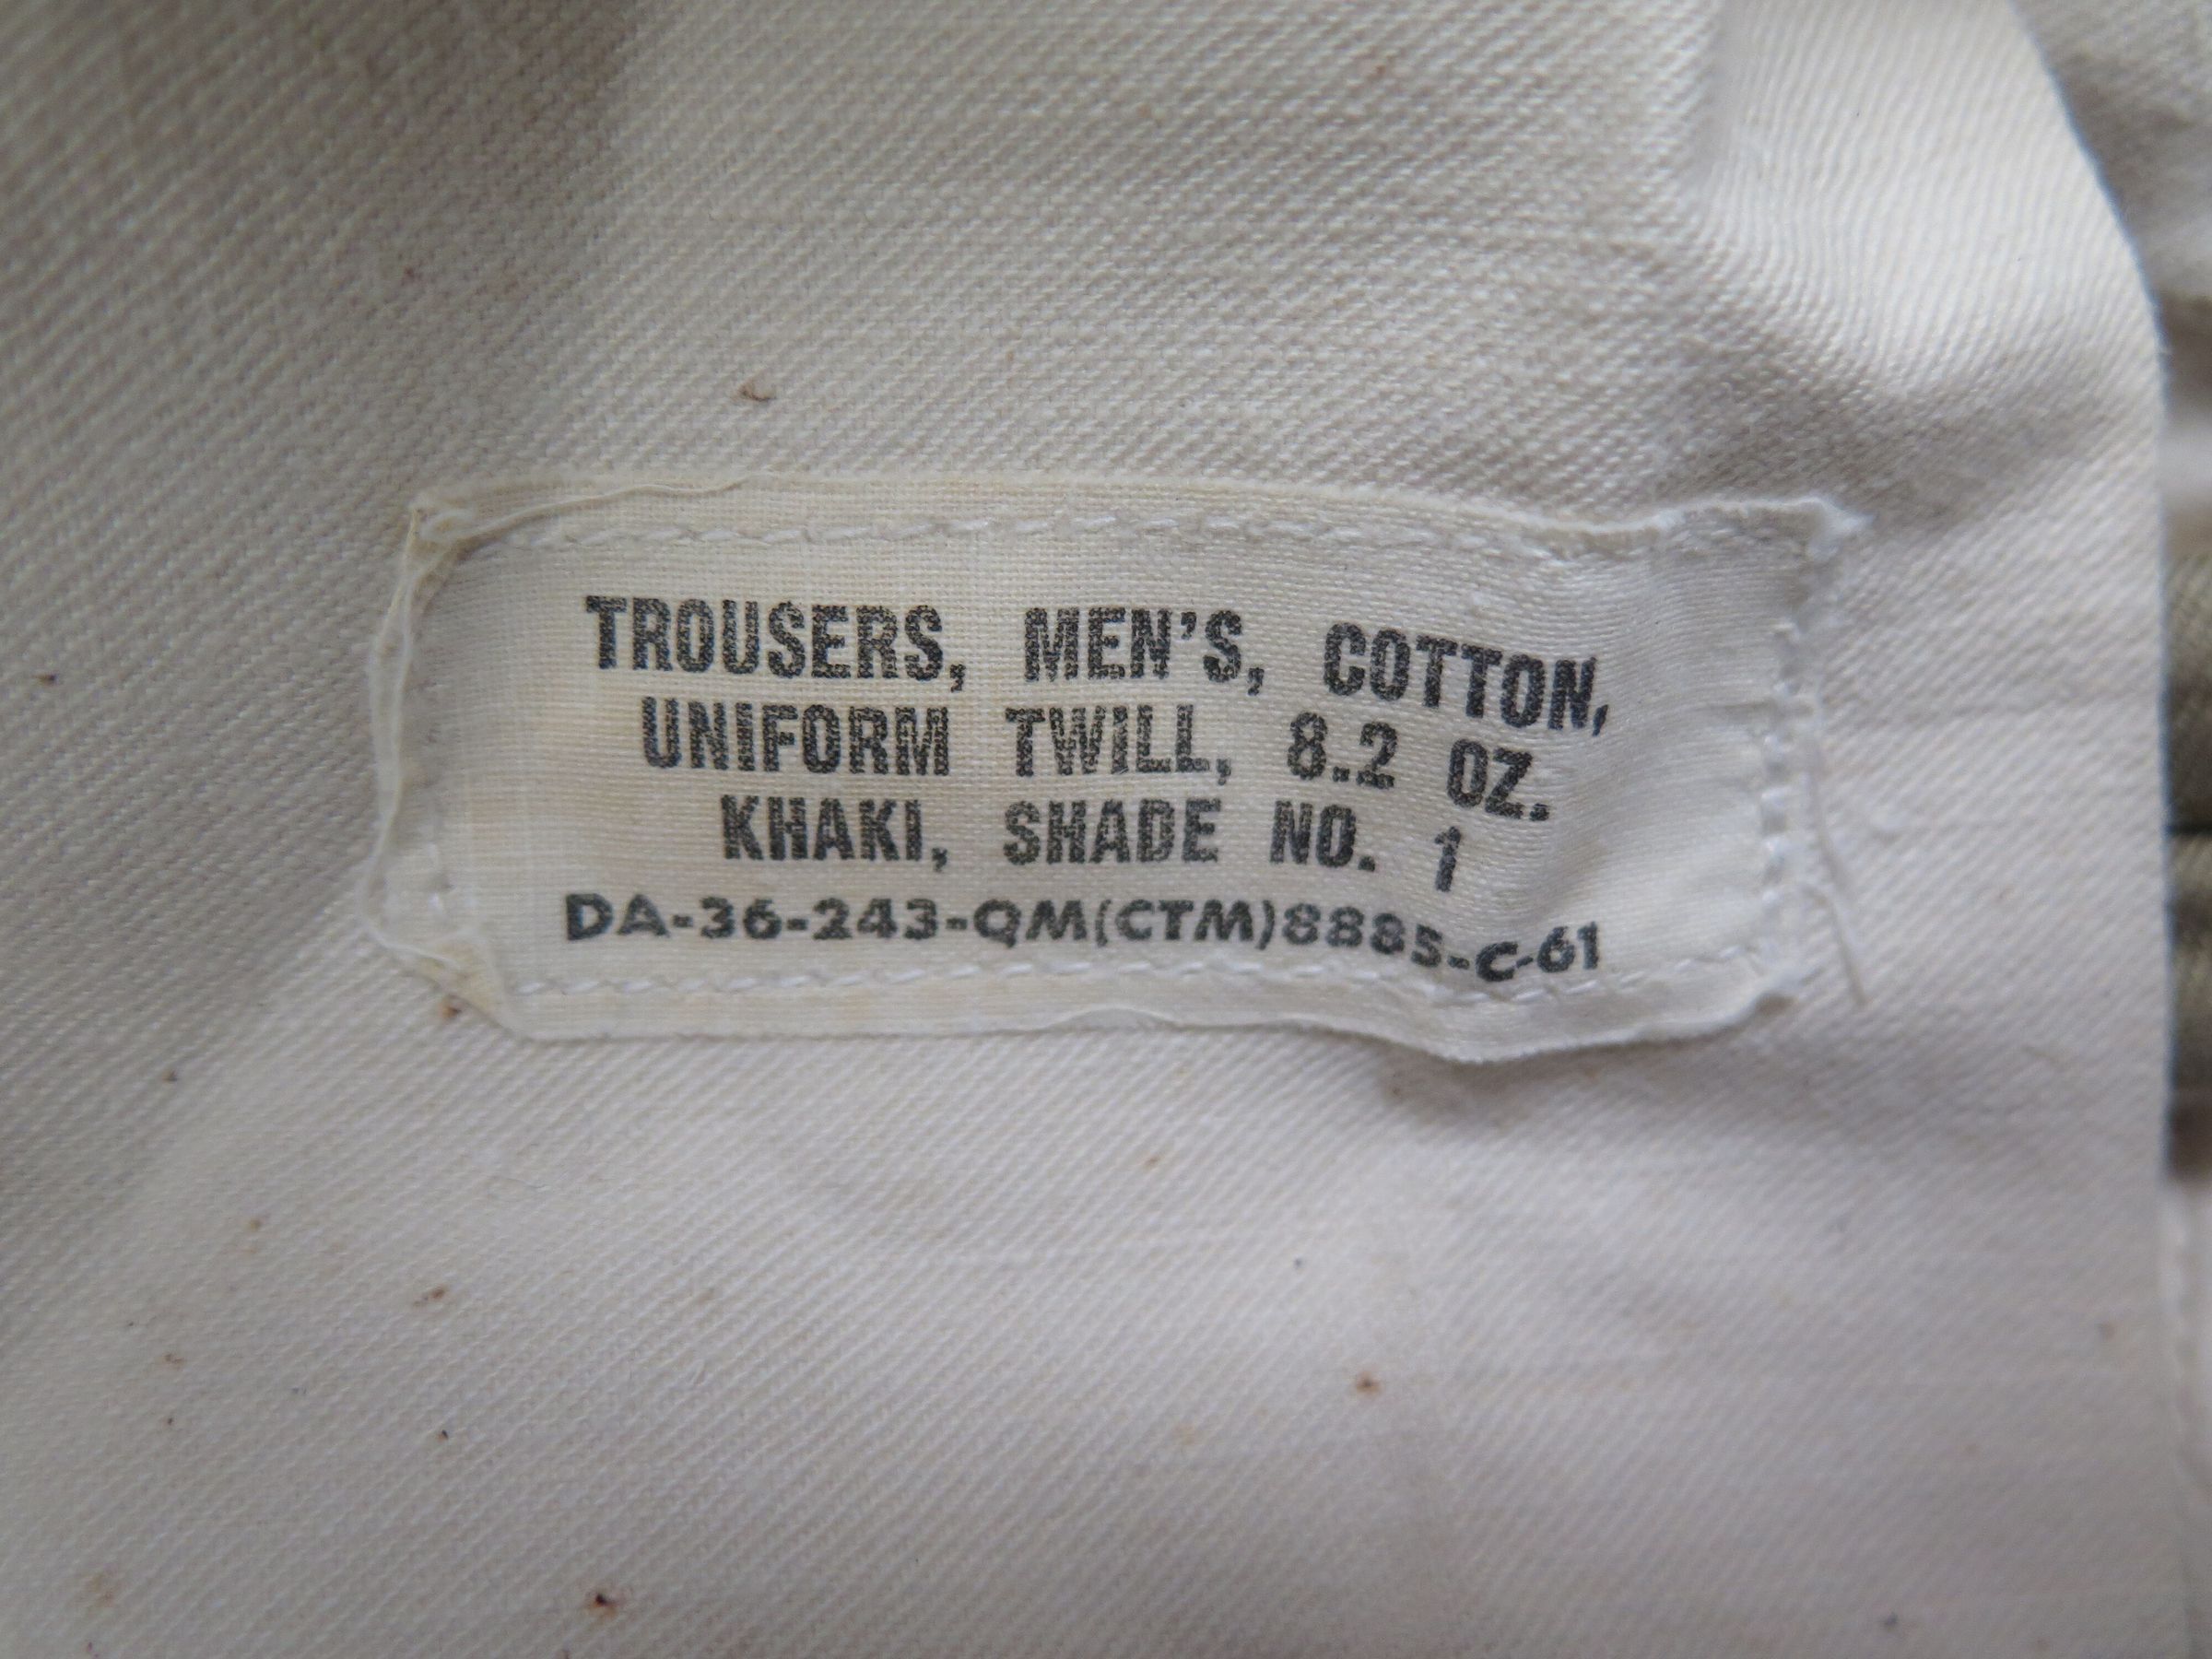 TROUSERS, MEN'S, COTTON,
UNIFORM TWILL, 8.2 OZ.
KHAKI, SHADE NO. 1
DA-36-243-QM(CTM)8885-C-61